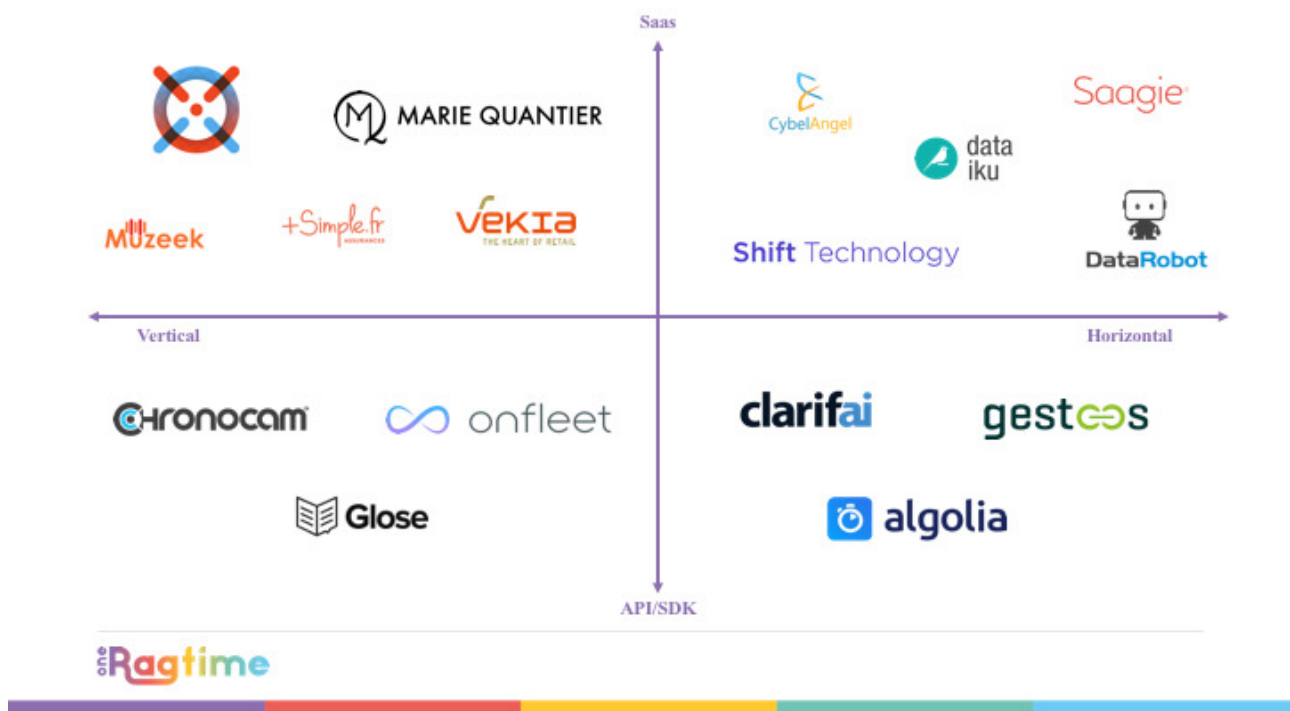 Saas
MARIE QUANTIER
CybelAngel
Saagie
data
iku
Muzeek
+Simple.fr
ASSURANCES
VEKIA
THE HEART OF RETAIL
Shift Technology
DataRobot
Vertical
Horizontal
CHRONOCAM
onfleet
clarifai
gestoos
Glose
algolia
API/SDK
one
Ragtime